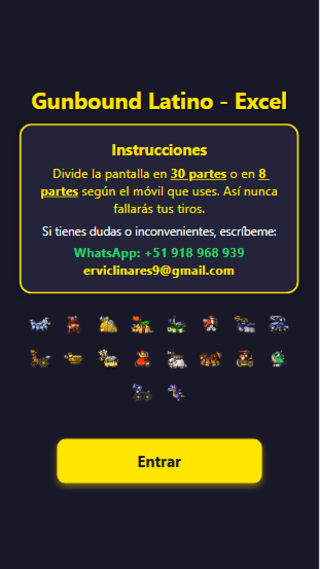 Gunbound Latino - Excel
Instrucciones
Divide la pantalla en 30 partes o en 8
partes según el móvil que uses. Así nunca
fallarás tus tiros.
Si tienes dudas o inconvenientes, escríbeme:
WhatsApp: +51 918 968 939
erviclinares9@gmail.com
Entrar